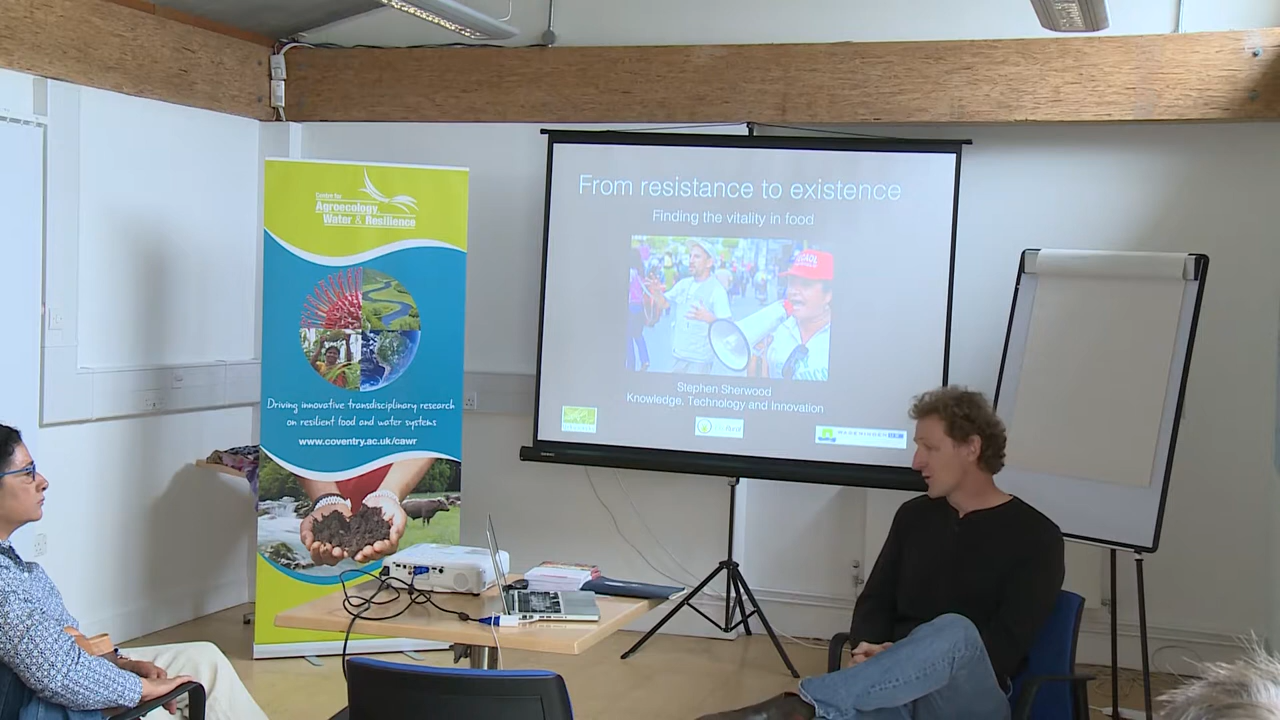 Centre for
Agroecology
Water & Resilience
Driving innovative transdisciplinary research
on resilient food and water systems
www.coventry.ac.uk/cawr
From resistance to existence
Finding the vitality in food
Stephen Sherwood
Knowledge, Technology and Innovation